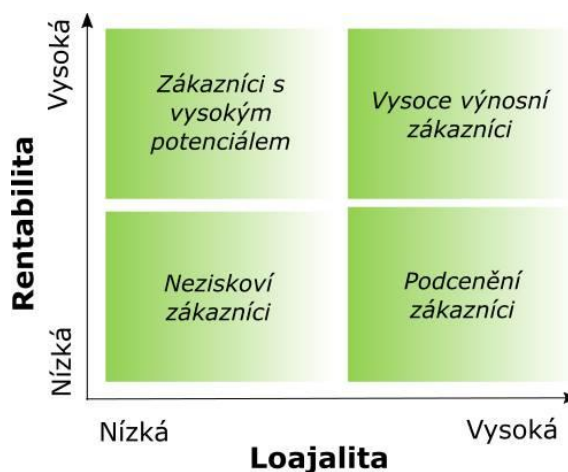 Vysoká
Zákazníci s
vysokým
potenciálem
Vysoce výnosní
zákazníci
Rentabilita
Neziskoví
zákazníci
Podcenění
zákazníci
Nízká
Nízká
Vysoká
Loajalita